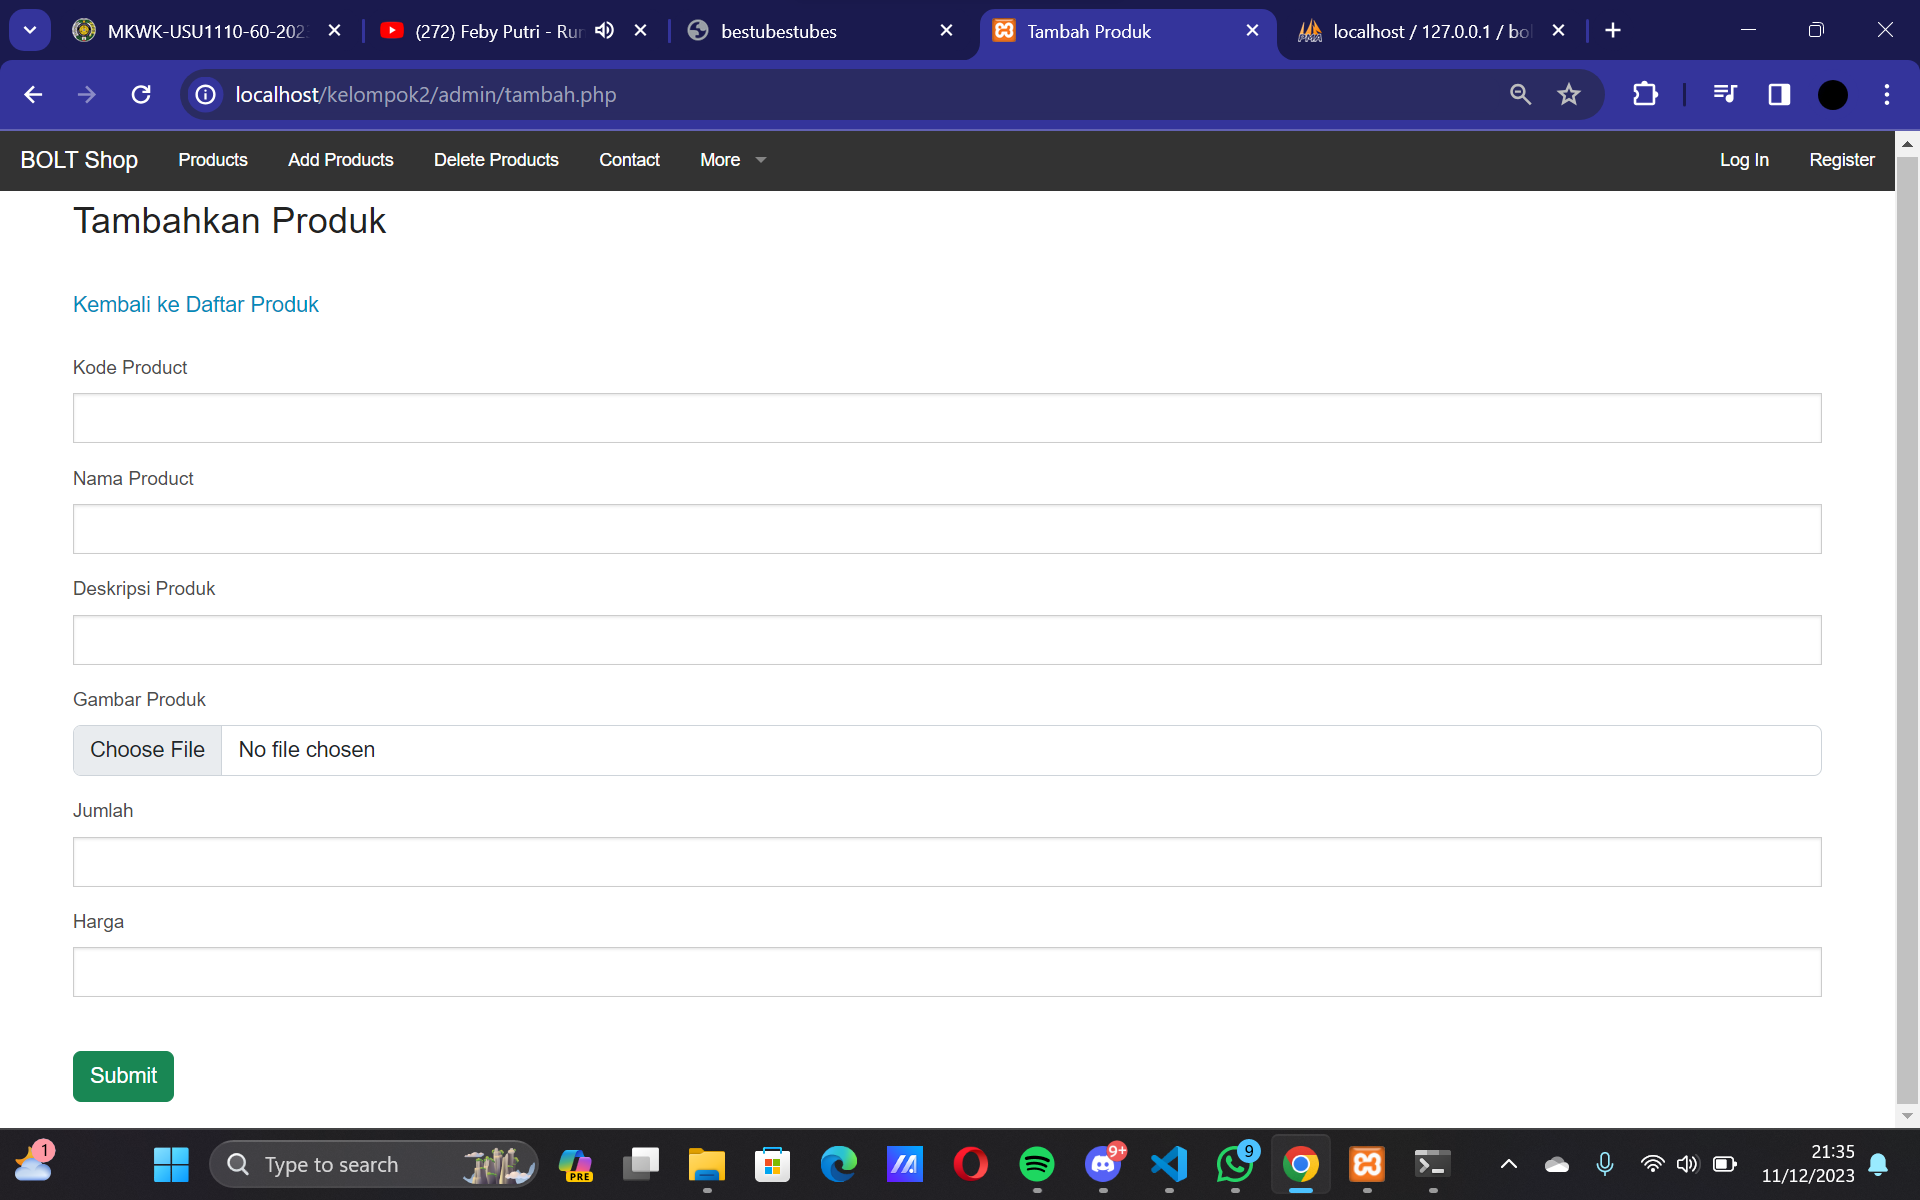 MKWK-USU1110-60-202
(272) Feby Putri - Run
bestubestubes
Tambah Produk
localhost / 127.0.0.1 / bol
localhost/kelompok2/admin/tambah.php
BOLT Shop
Products
Add Products
Delete Products
Contact
More
Log In
Register
Tambahkan Produk
Kembali ke Daftar Produk
Kode Product
Nama Product
Deskripsi Produk
Gambar Produk
Choose File
No file chosen
Jumlah
Harga
Submit
1
Type to search
PRE
9+
9
21:35
11/12/2023